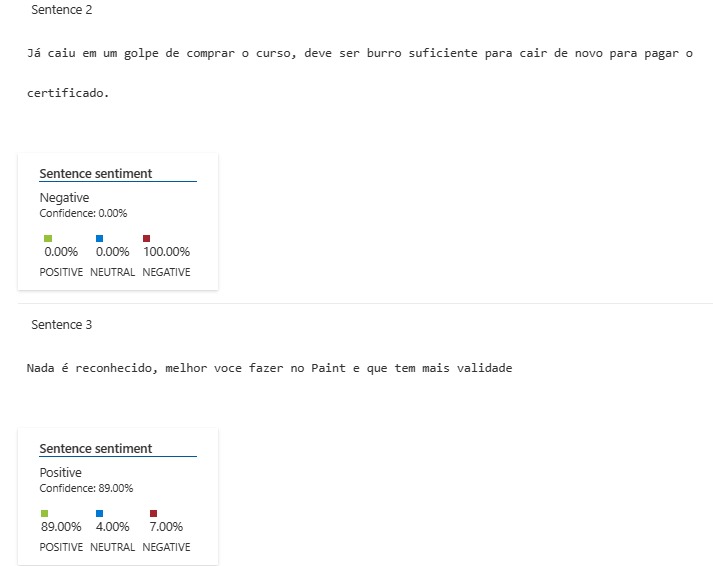 Sentence 2
Já caiu em um golpe de comprar o curso, deve ser burro suficiente para cair de novo para pagar o
certificado.
Sentence sentiment
Negative
Confidence: 0.00%
0.00% 0.00% 100.00%
POSITIVE NEUTRAL NEGATIVE
Sentence 3
Nada é reconhecido, melhor voce fazer no Paint e que tem mais validade
Sentence sentiment
Positive
Confidence: 89.00%
89.00% 4.00% 7.00%
POSITIVE NEUTRAL NEGATIVE